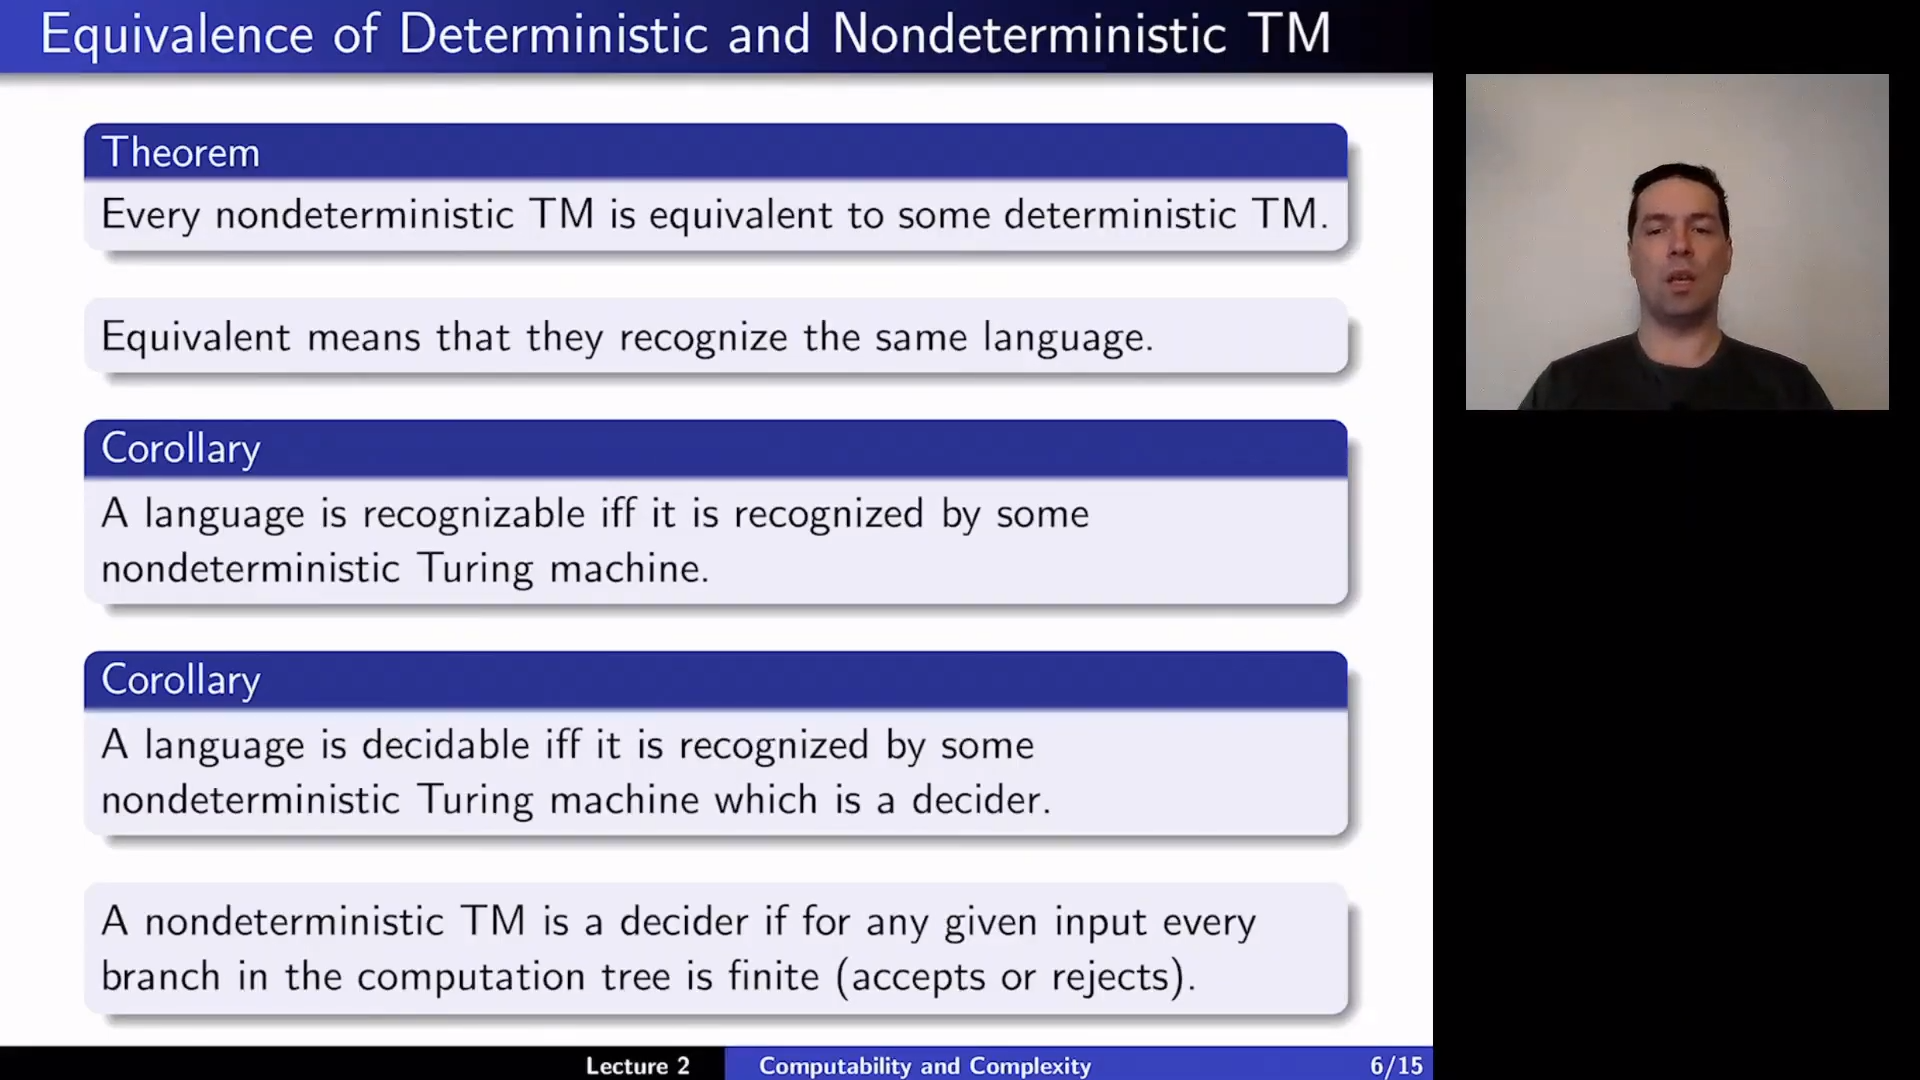 Equivalence of Deterministic and Nondeterministic TM
Theorem
Every nondeterministic TM is equivalent to some deterministic TM.
Equivalent means that they recognize the same language.
Corollary
A language is recognizable iff it is recognized by some
nondeterministic Turing machine.
Corollary
A language is decidable iff it is recognized by some
nondeterministic Turing machine which is a decider.
A nondeterministic TM is a decider if for any given input every
branch in the computation tree is finite (accepts or rejects).
Lecture 2 Computability and Complexity 6/15